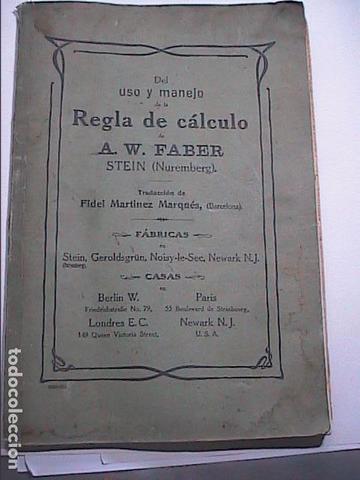 Del
uso y manejo
de la
Regla de cálculo
de
A. W. FABER
STEIN (Nuremberg).
Traducción de
Fidel Martinez Marqués, (Barcelona).
FÁBRICAS
en
Stein, Geroldsgrün, Noisy-le-Sec, Newark N.J.
(Nuremberg),
CASAS
en
Berlin W.
Friedrichstraße No. 79,
Paris
55 Boulevard de Strasbourg,
Londres E.C.
149 Queen Victoria Street,
Newark N. J.
U. S. A.
todocoleccion
todocoleccion